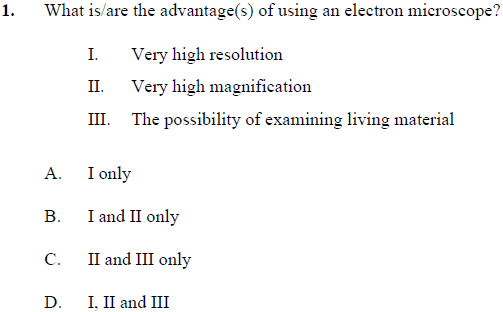 1. What is/are the advantage(s) of using an electron microscope?
I. Very high resolution
II. Very high magnification
III. The possibility of examining living material
A. I only
B. I and II only
C. II and III only
D. I, II and III